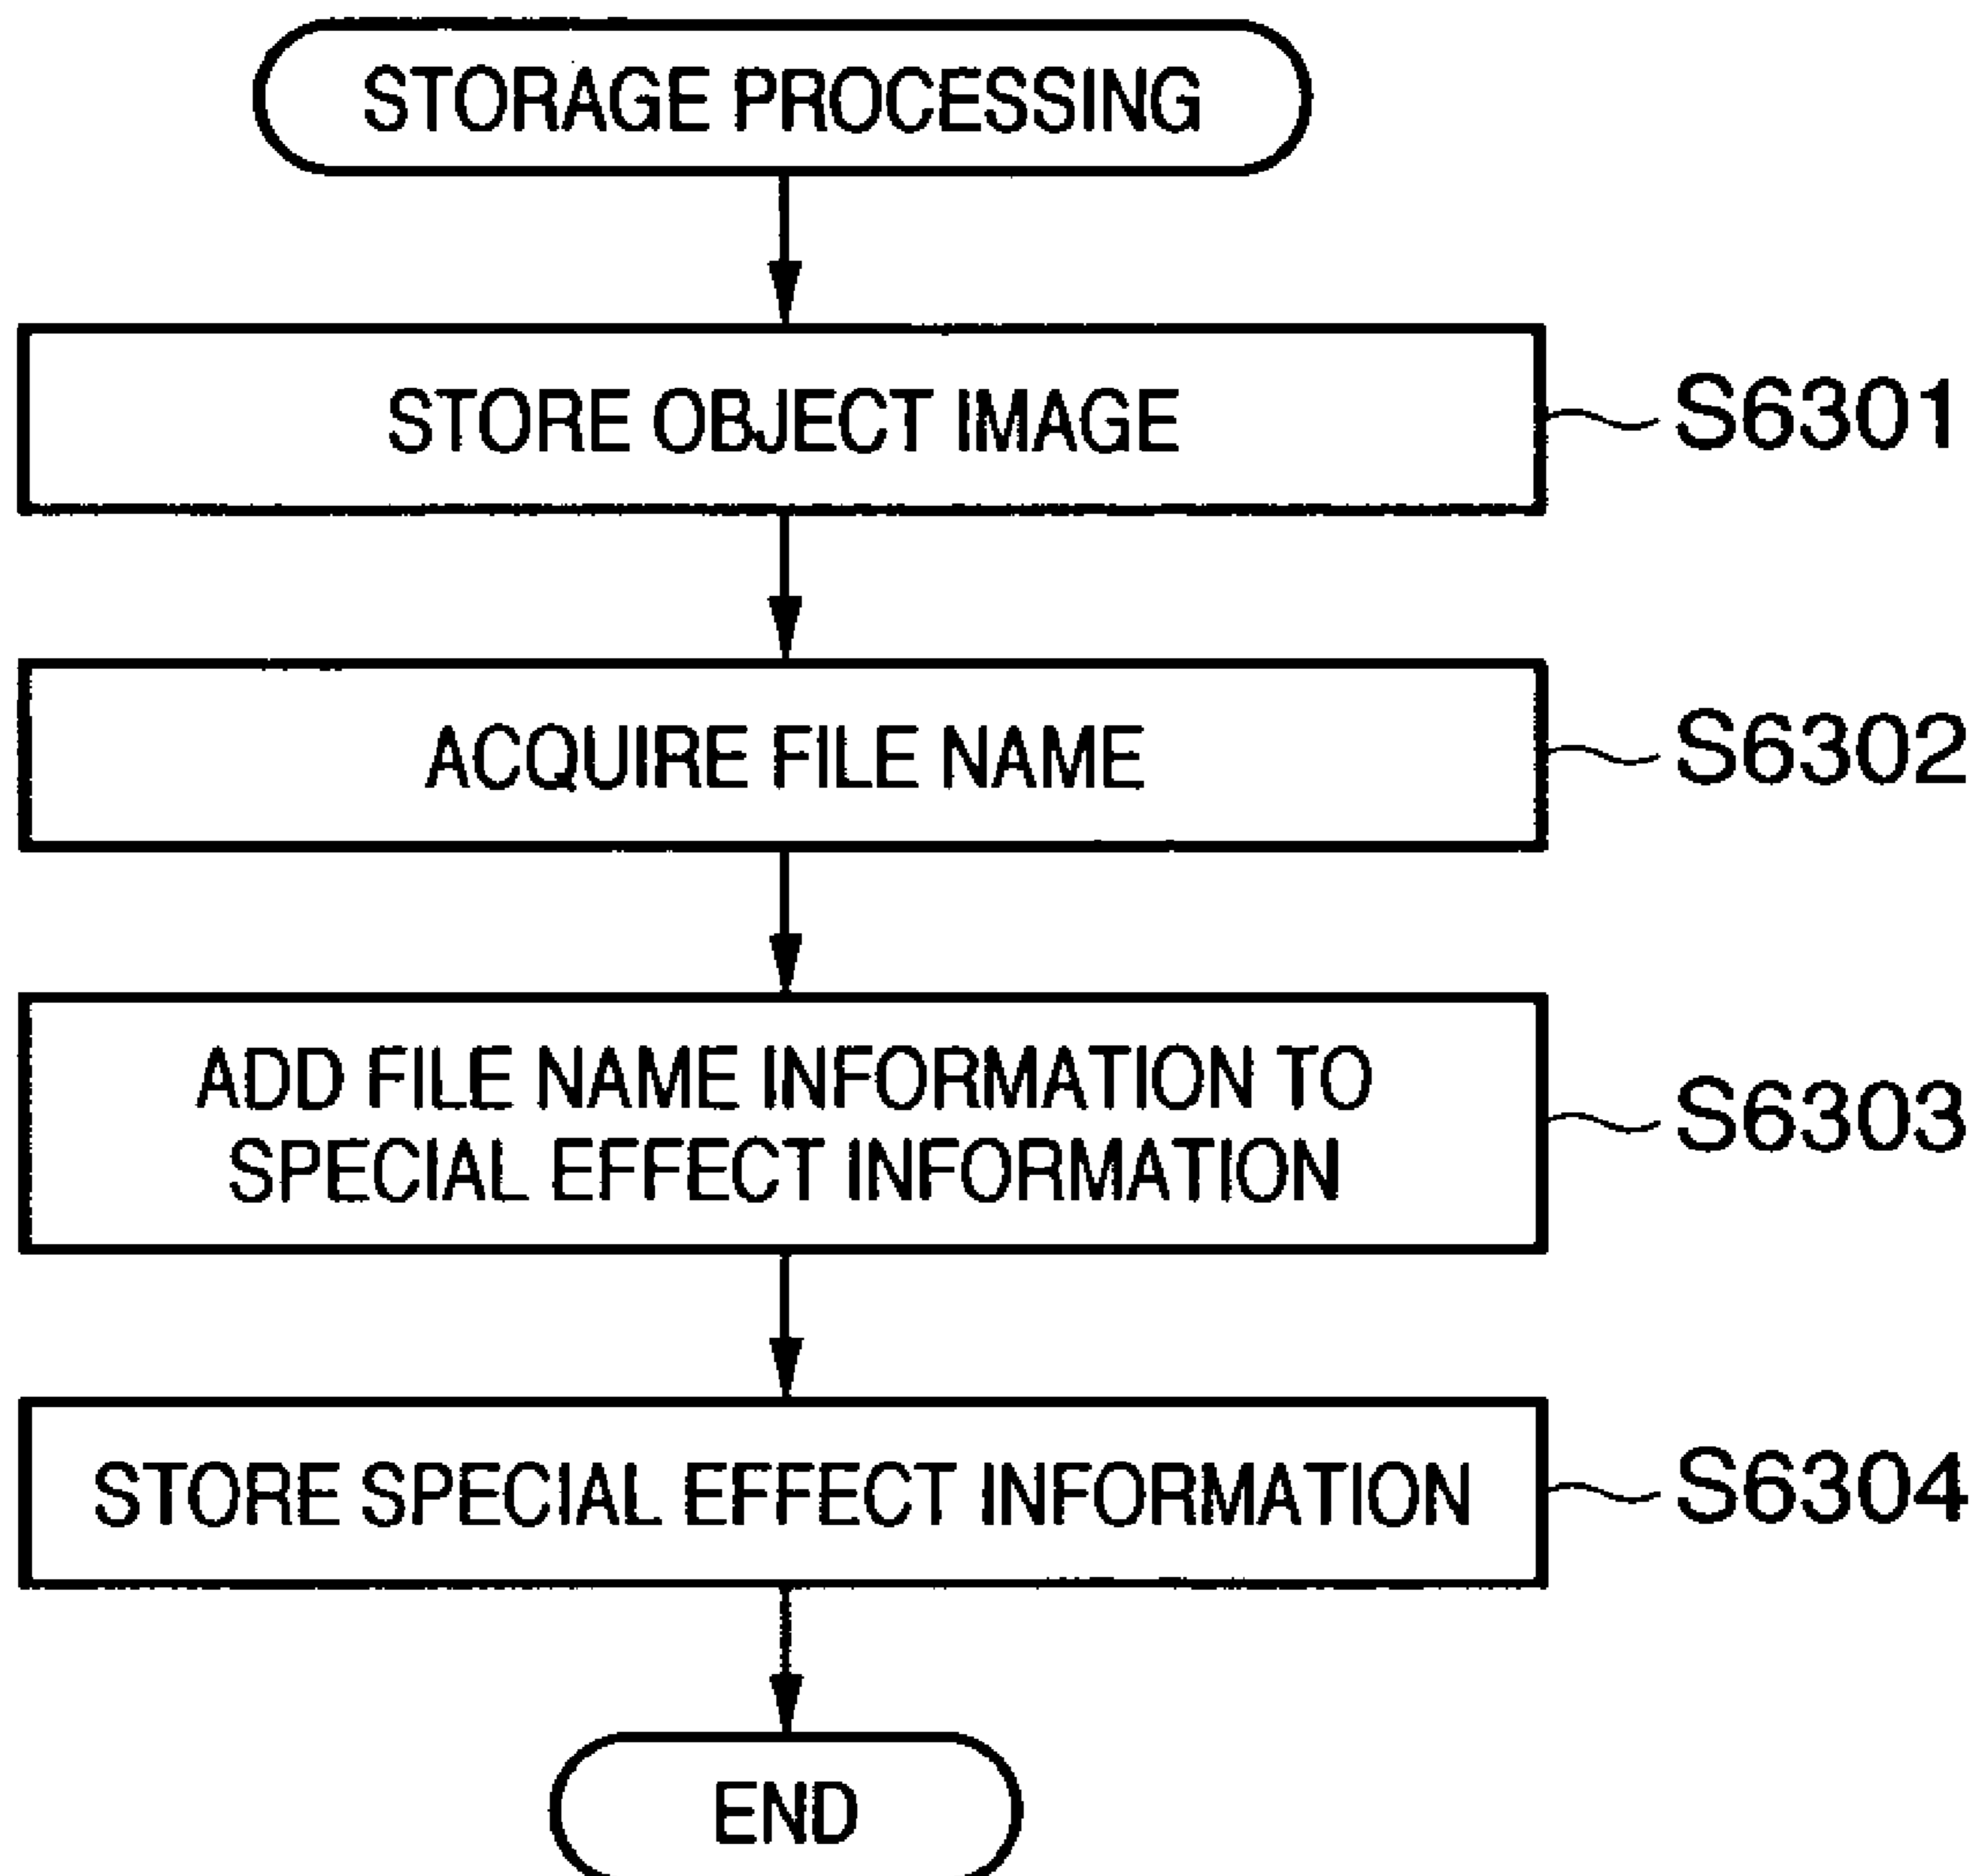 STORAGE PROCESSING
STORE OBJECT IMAGE
S6301
ACQUIRE FILE NAME
S6302
ADD FILE NAME INFORMATION TO
SPECIAL EFFECT INFORMATION
S6303
STORE SPECIAL EFFECT INFORMATION
S6304
END